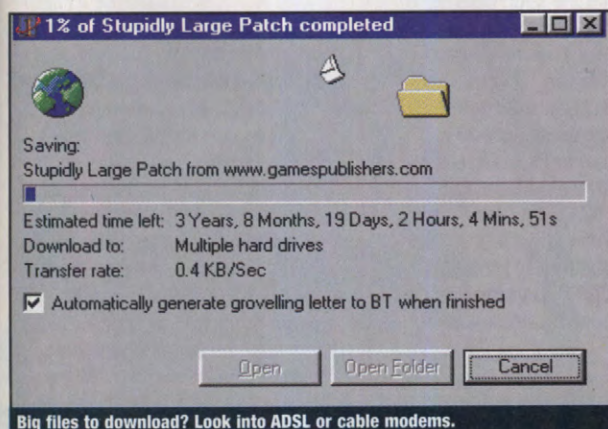 1% of Stupidly Large Patch completed
Saving:
Stupidly Large Patch from www.gamespublishers.com
Estimated time left: 3 Years, 8 Months, 19 Days, 2 Hours, 4 Mins, 51s
Download to: Multiple hard drives
Transfer rate: 0.4 KB/Sec
Automatically generate grovelling letter to BT when finished
Open Open Folder Cancel
Big files to download? Look into ADSL or cable modems.